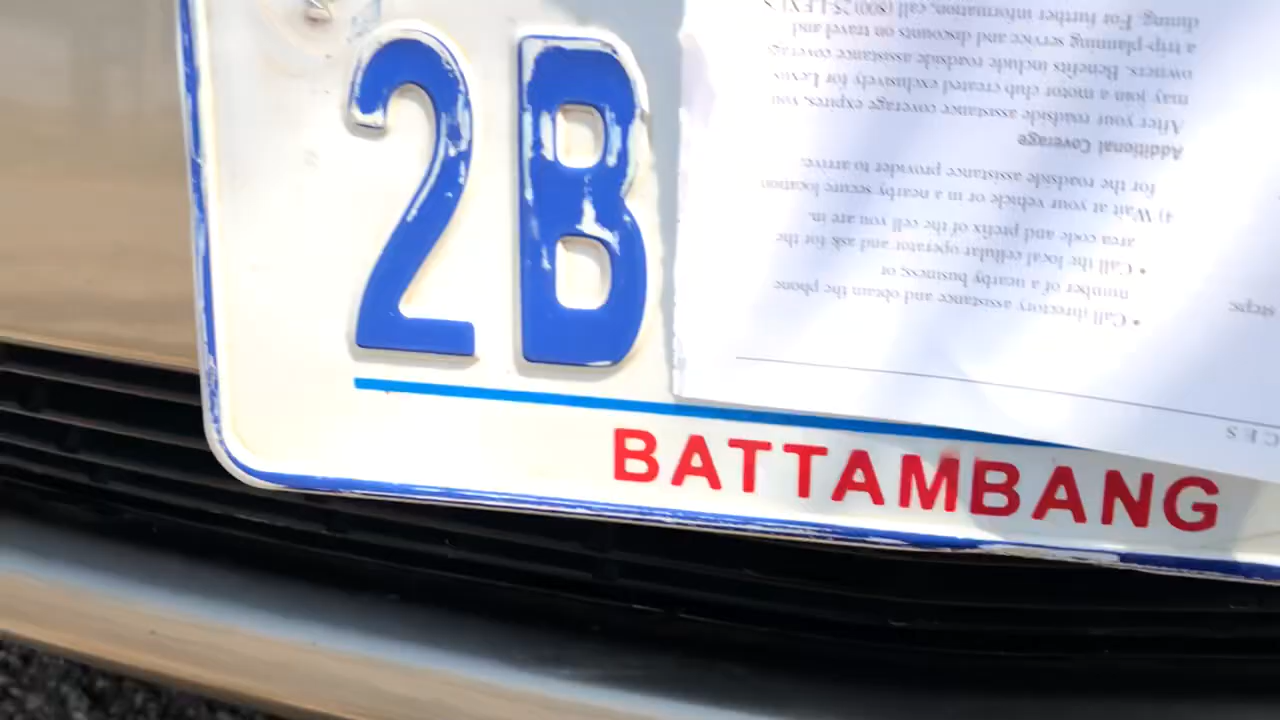 2B
BATTAMBANG
dining. For further information, call (800) 25-LEXUS
a trip-planning service and discounts on travel and
owners. Benefits include roadside assistance coverage
may join a motor club created exclusively for Lexus
After your roadside assistance coverage expires, you
Additional Coverage
for the roadside assistance provider to arrive.
4) Wait at your vehicle or in a nearby secure location
area code and prefix of the cell you are in.
• Call the local cellular operator and ask for the
number of a nearby business; or
• Call directory assistance and obtain the phone
steps
CES